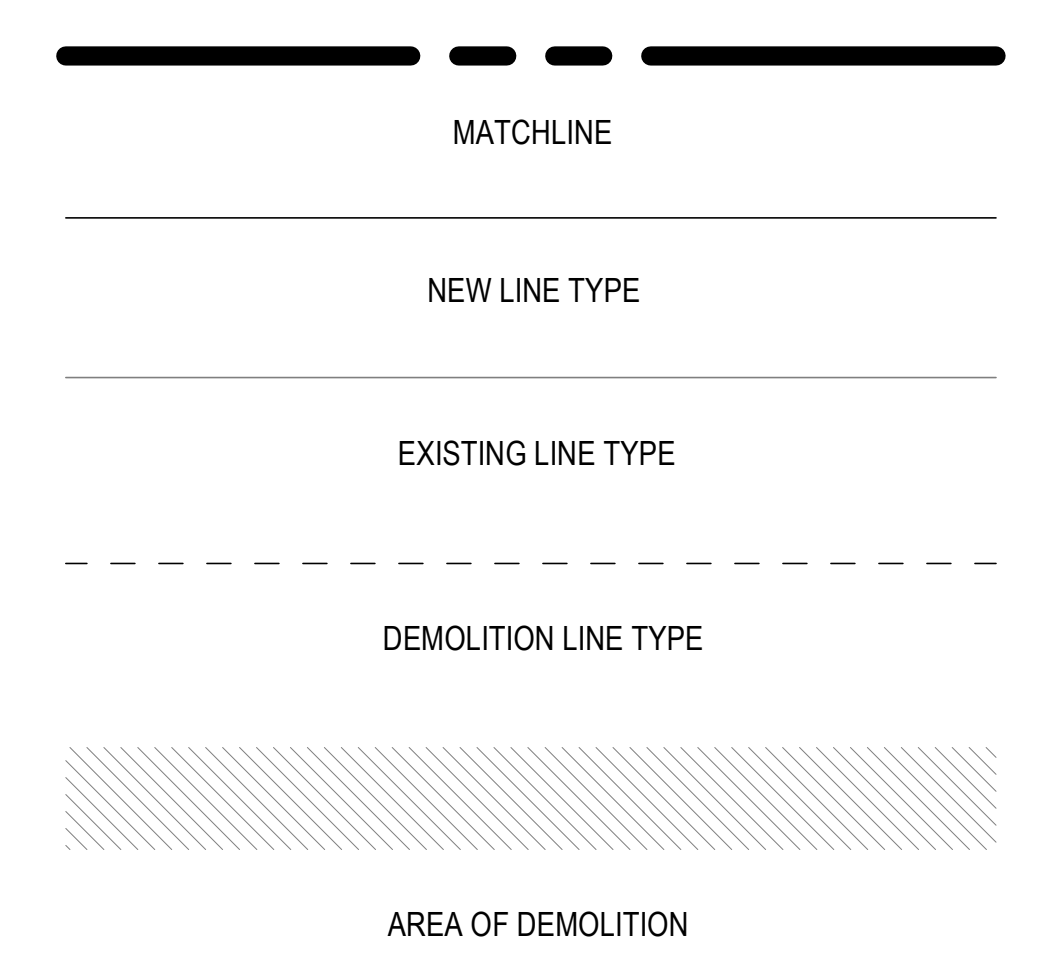 MATCHLINE
NEW LINE TYPE
EXISTING LINE TYPE
DEMOLITION LINE TYPE
AREA OF DEMOLITION